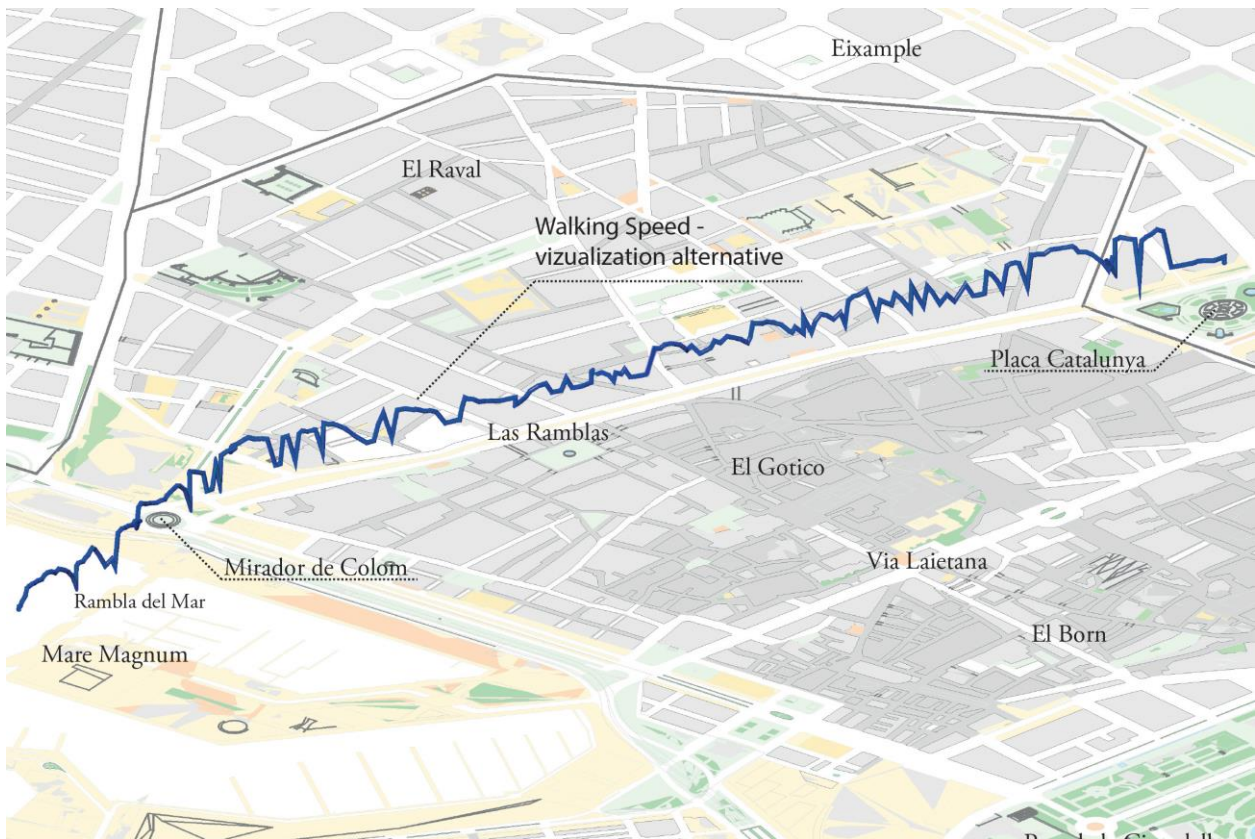 Eixample
El Raval
Walking Speed -
vizualization alternative
Placa Catalunya
Las Ramblas
El Gotico
Via Laietana
Mirador de Colom
Rambla del Mar
El Born
Mare Magnum